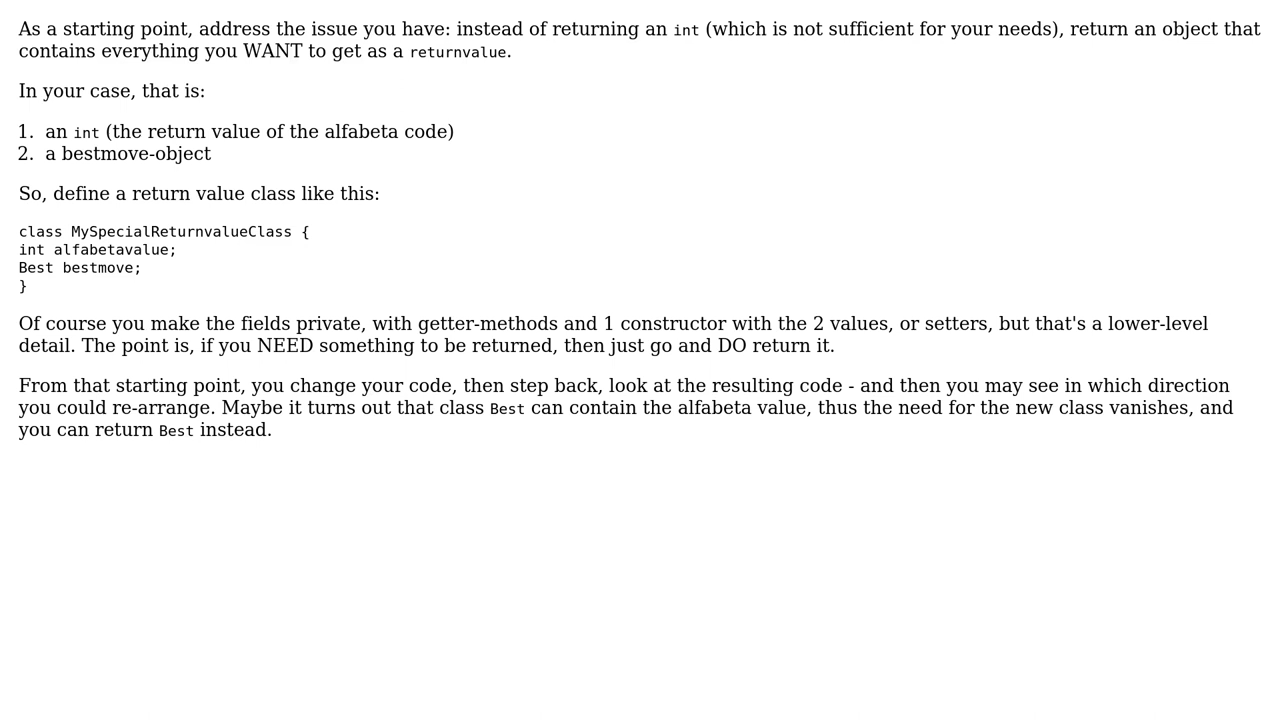 As a starting point, address the issue you have: instead of returning an int (which is not sufficient for your needs), return an object that
contains everything you WANT to get as a returnvalue.
In your case, that is:
1. an int (the return value of the alfabeta code)
2. a bestmove-object
So, define a return value class like this:
class MySpecialReturnvalueClass {
int alfabetavalue;
Best bestmove;
}
Of course you make the fields private, with getter-methods and 1 constructor with the 2 values, or setters, but that's a lower-level
detail. The point is, if you NEED something to be returned, then just go and DO return it.
From that starting point, you change your code, then step back, look at the resulting code - and then you may see in which direction
you could re-arrange. Maybe it turns out that class Best can contain the alfabeta value, thus the need for the new class vanishes, and
you can return Best instead.